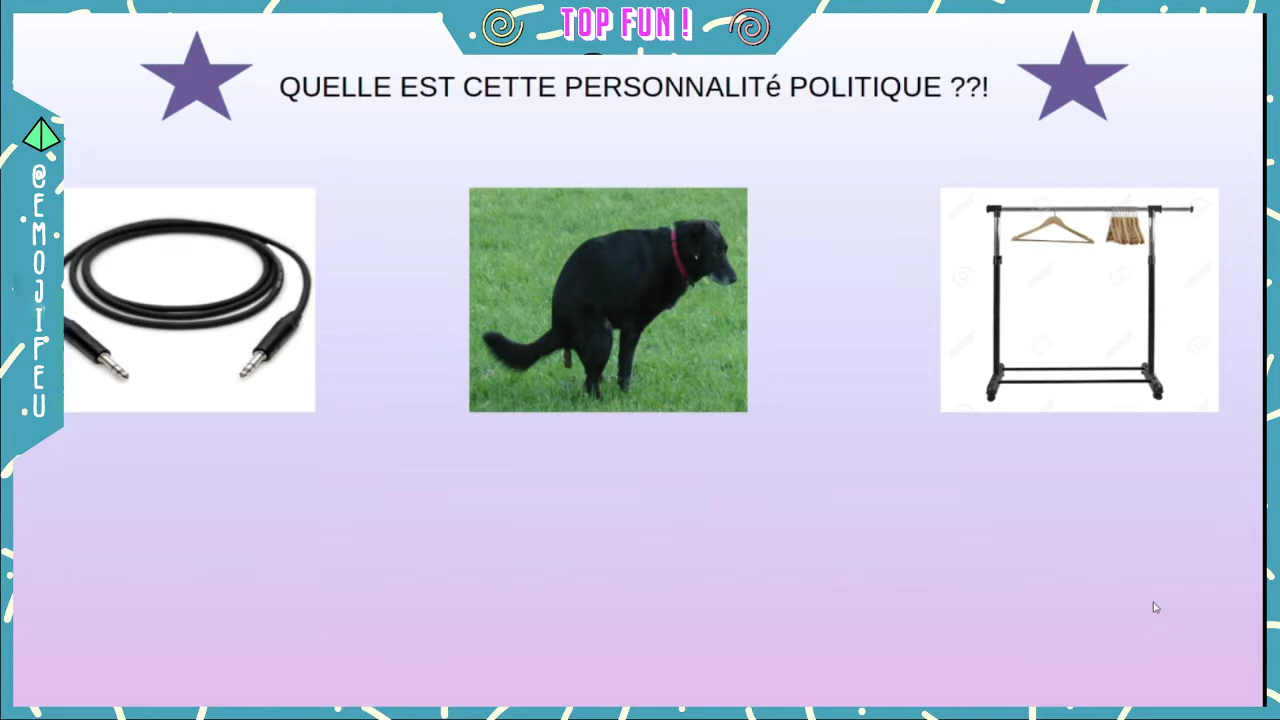 TOP FUN !
QUELLE EST CETTE PERSONNALITé POLITIQUE ??!
@EMOJIFEU